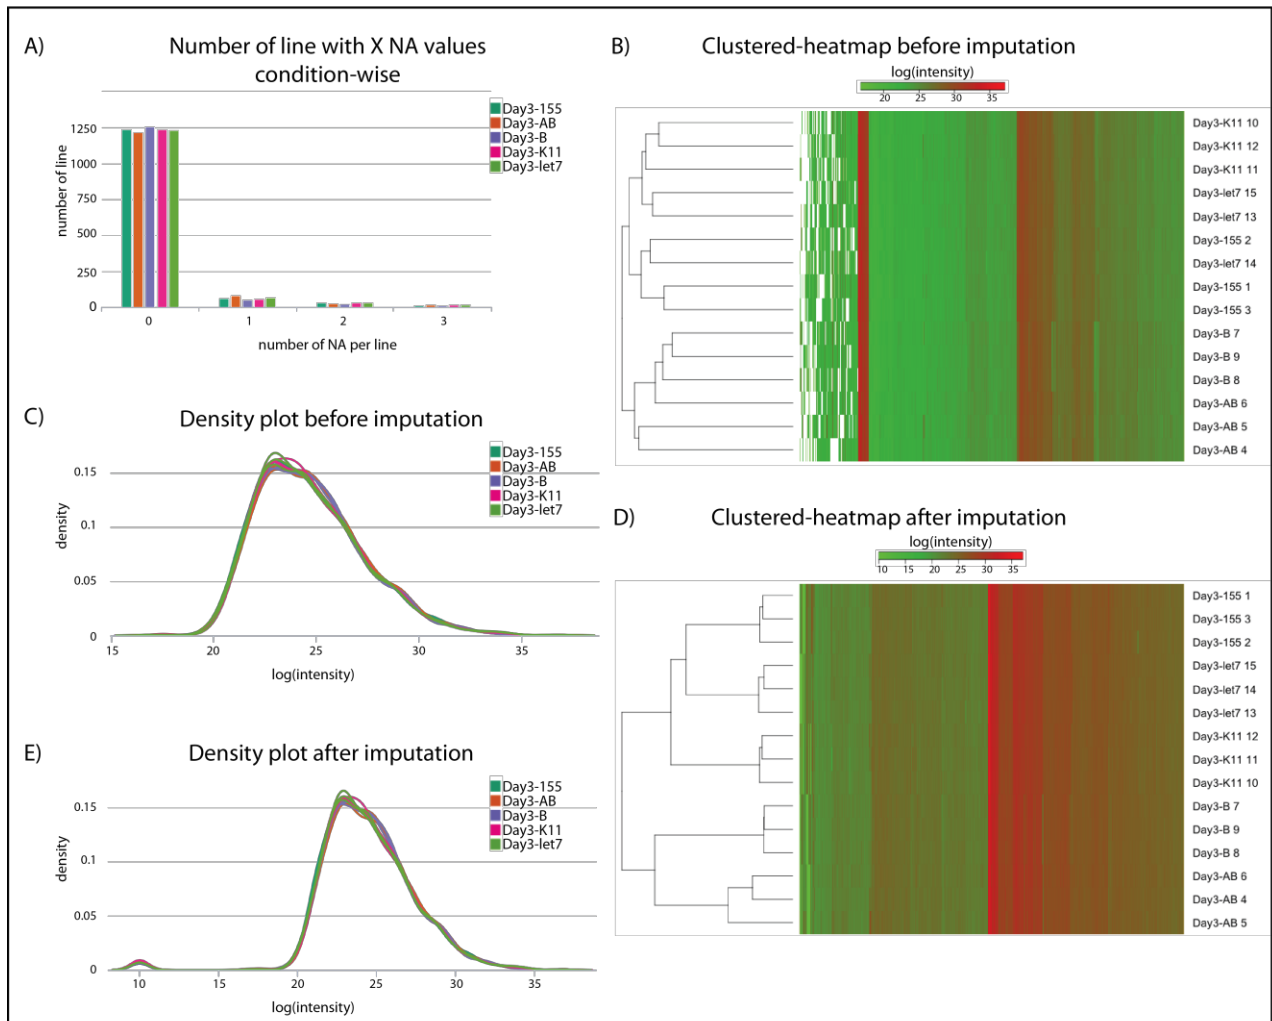 A)
Number of line with X NA values
condition-wise
Day3-155
Day3-AB
Day3-B
Day3-K11
Day3-let7
number of line
1250
1000
750
500
250
0
0 1 2 3
number of NA per line
B)
Clustered-heatmap before imputation
log(intensity)
20 25 30 35
Day3-K11 10
Day3-K11 12
Day3-K11 11
Day3-let7 15
Day3-let7 13
Day3-155 2
Day3-let7 14
Day3-155 1
Day3-155 3
Day3-B 7
Day3-B 9
Day3-B 8
Day3-AB 6
Day3-AB 5
Day3-AB 4
C)
Density plot before imputation
Day3-155
Day3-AB
Day3-B
Day3-K11
Day3-let7
density
0.15
0.1
0.05
0
15 20 25 30 35
log(intensity)
D)
Clustered-heatmap after imputation
log(intensity)
10 15 20 25 30 35
Day3-155 1
Day3-155 3
Day3-155 2
Day3-let7 15
Day3-let7 14
Day3-let7 13
Day3-K11 12
Day3-K11 11
Day3-K11 10
Day3-B 7
Day3-B 9
Day3-B 8
Day3-AB 6
Day3-AB 4
Day3-AB 5
E)
Density plot after imputation
Day3-155
Day3-AB
Day3-B
Day3-K11
Day3-let7
density
0.15
0.1
0.05
0
10 15 20 25 30 35
log(intensity)